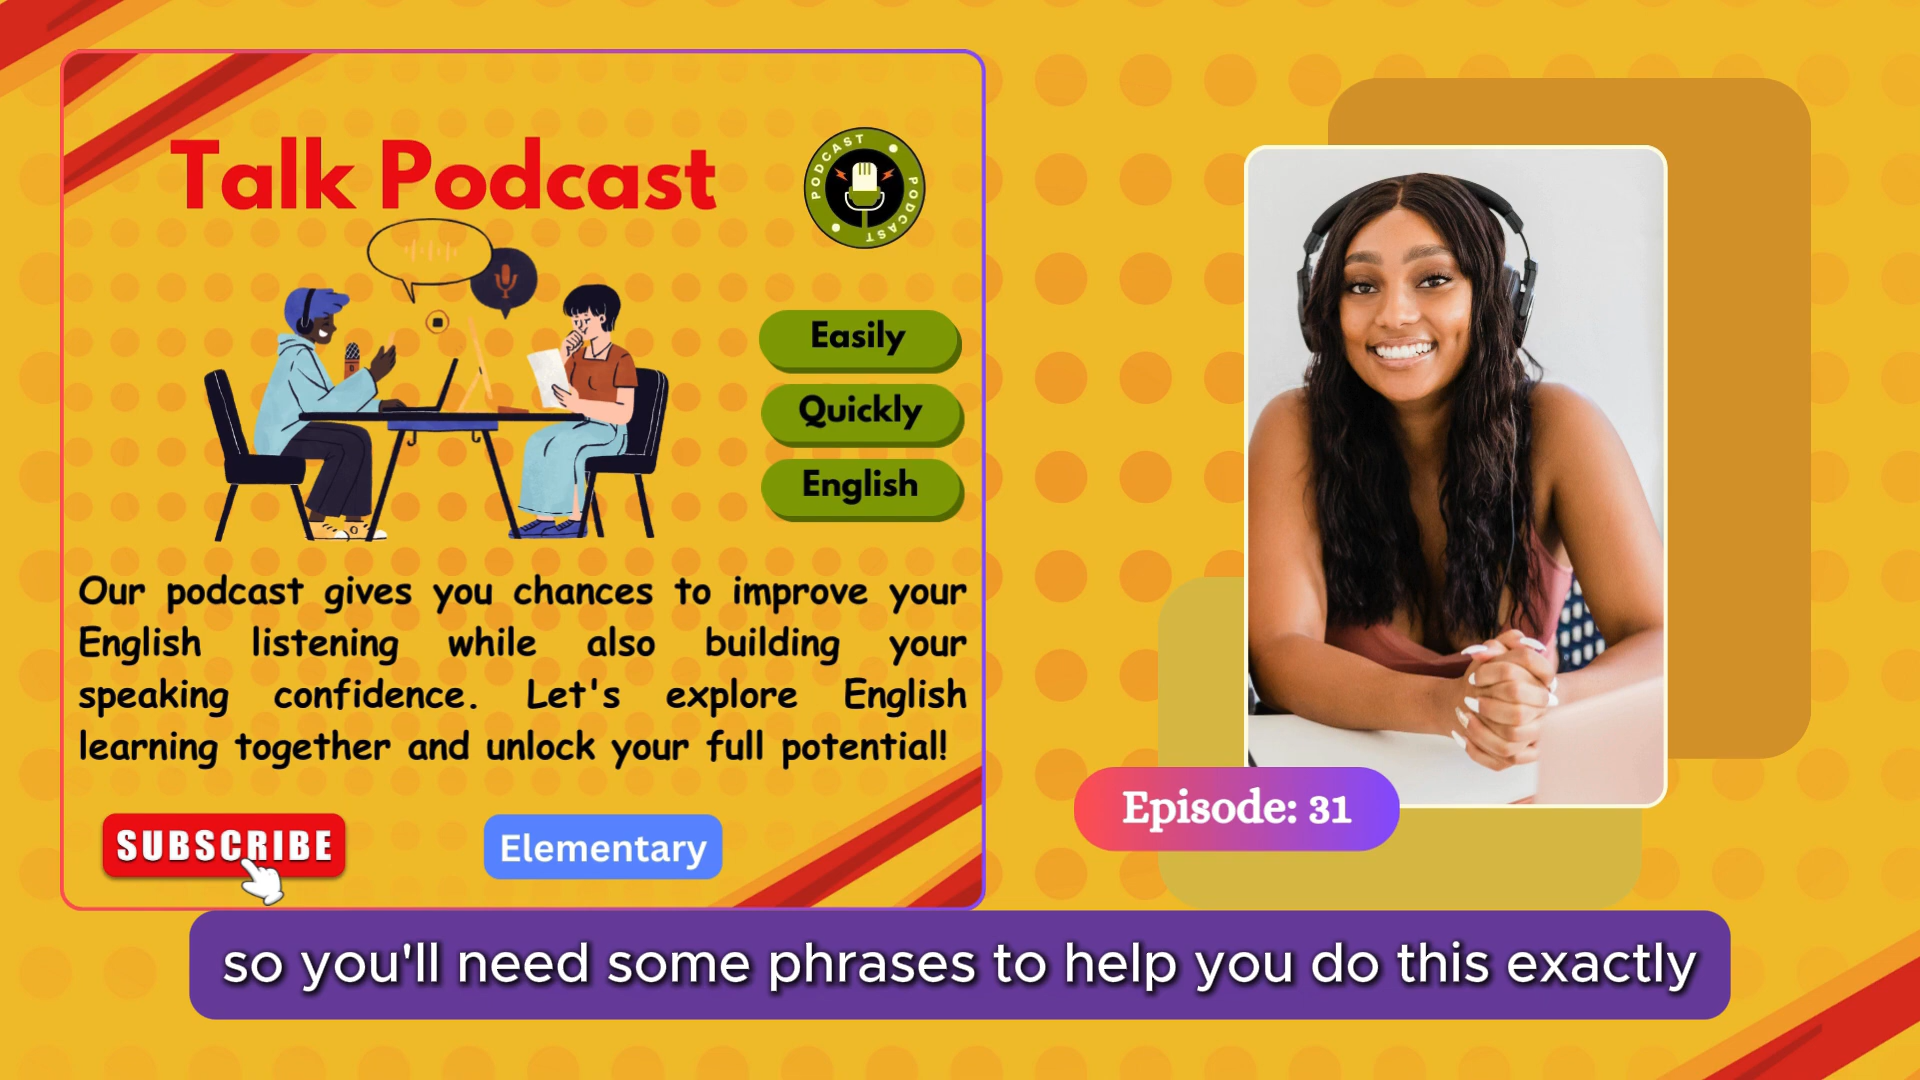 Talk Podcast
PODCAST
PODCAST
Easily
Quickly
English
Our podcast gives you chances to improve your
English listening while also building your
speaking confidence. Let's explore English
learning together and unlock your full potential!
SUBSCRIBE
Elementary
Episode: 31
so you'll need some phrases to help you do this exactly